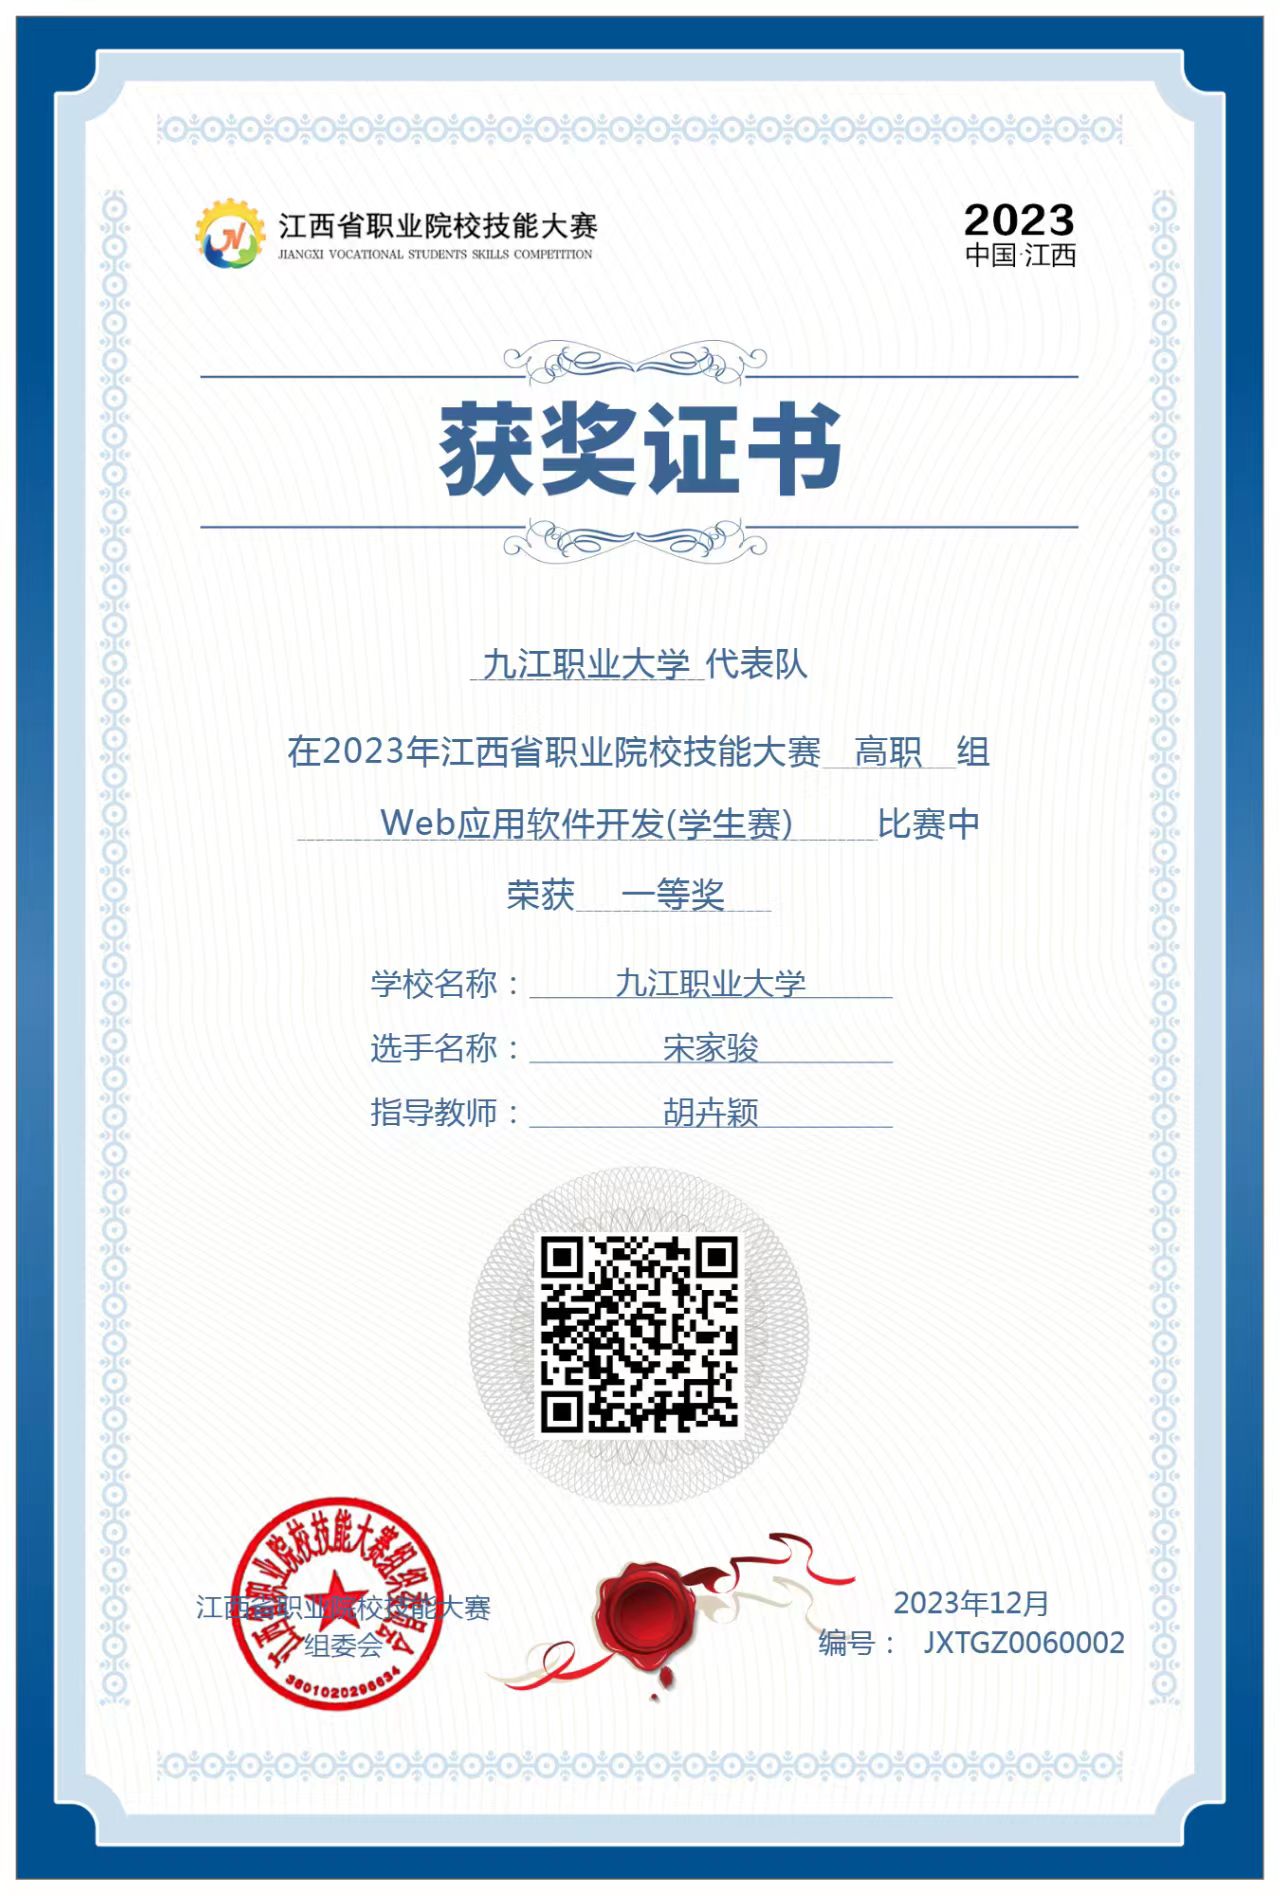 江西省职业院校技能大赛
JIANGXI VOCATIONAL STUDENTS SKILLS COMPETITION
2023
中国·江西
获奖证书
九江职业大学 代表队
在2023年江西省职业院校技能大赛 高职 组
Web应用软件开发(学生赛) 比赛中
荣获 一等奖
学校名称： 九江职业大学
选手名称： 宋家骏
指导教师： 胡卉颖
江西省职业院校技能大赛组织委员会
3601020296634
江西省职业院校技能大赛
组委会
2023年12月
编号： JXTGZ0060002